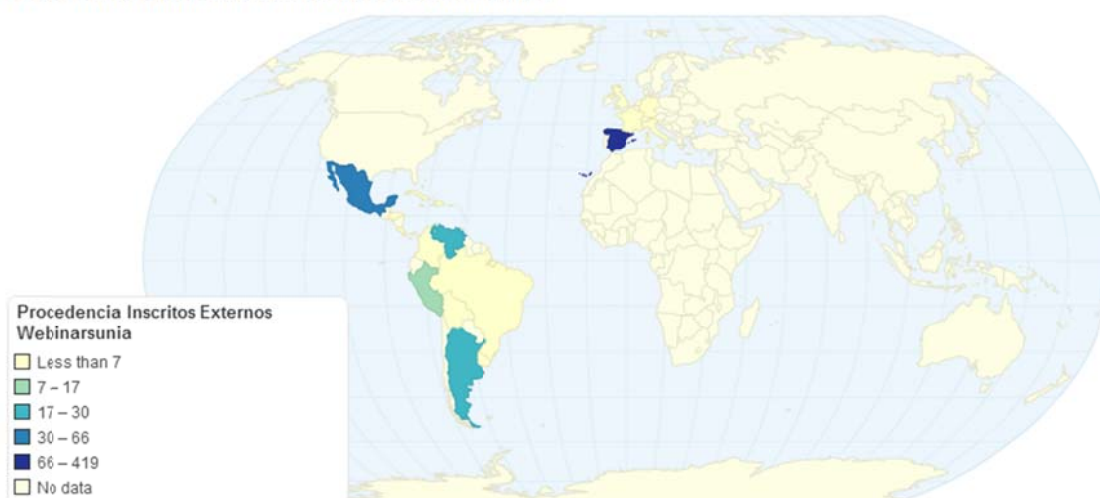 Procedencia Inscritos Externos
Webinarsunia
Less than 7
7 – 17
17 – 30
30 – 66
66 – 419
No data